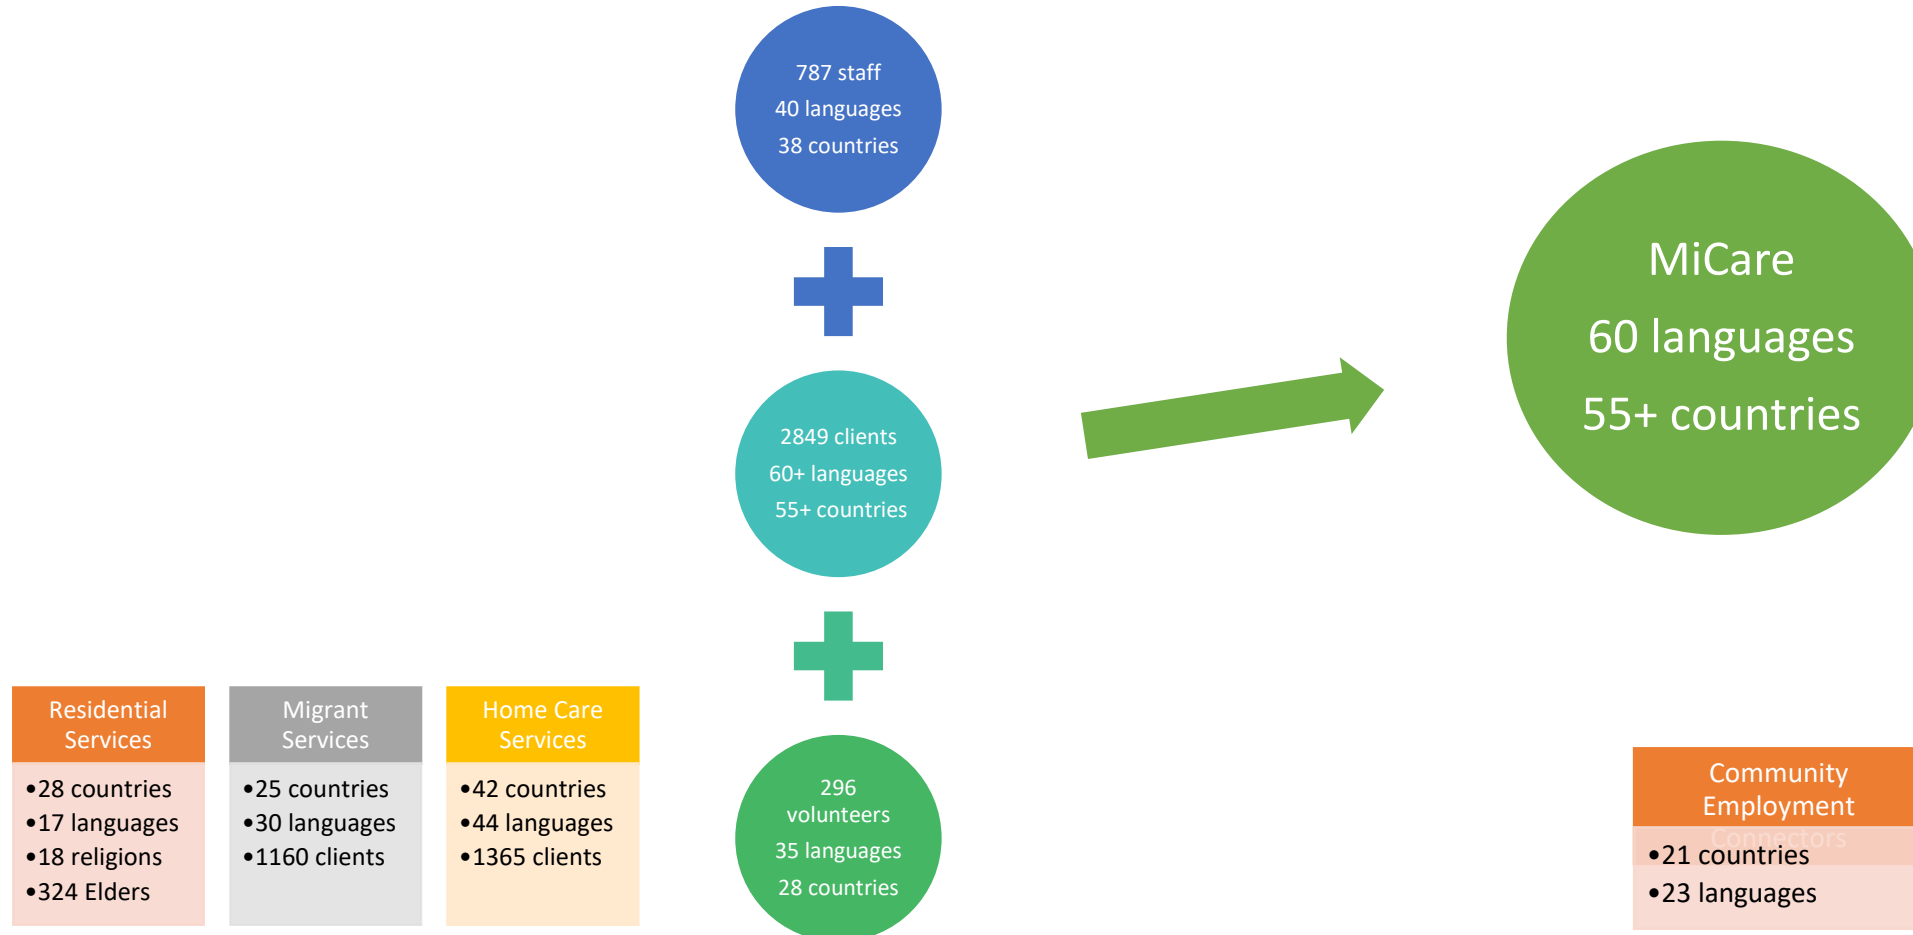 787 staff
40 languages
38 countries
2849 clients
60+ languages
55+ countries
296
volunteers
35 languages
28 countries
MiCare
60 languages
55+ countries
Residential
Services
•28 countries
•17 languages
•18 religions
•324 Elders
Migrant
Services
•25 countries
•30 languages
•1160 clients
Home Care
Services
•42 countries
•44 languages
•1365 clients
Community
Employment
Connectors
•21 countries
•23 languages